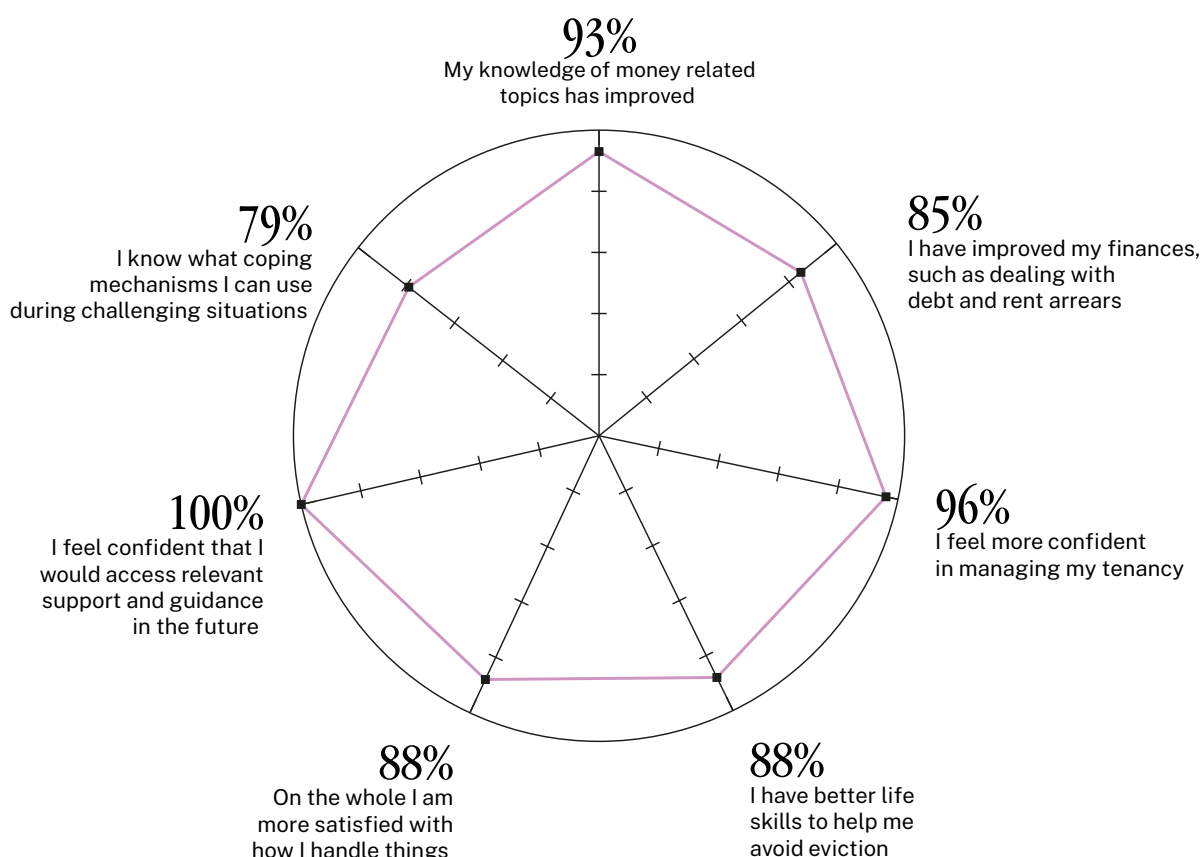 93%
My knowledge of money related
topics has improved
85%
I have improved my finances,
such as dealing with
debt and rent arrears
96%
I feel more confident
in managing my tenancy
88%
I have better life
skills to help me
avoid eviction
88%
On the whole I am
more satisfied with
how I handle things
100%
I feel confident that I
would access relevant
support and guidance
in the future
79%
I know what coping
mechanisms I can use
during challenging situations